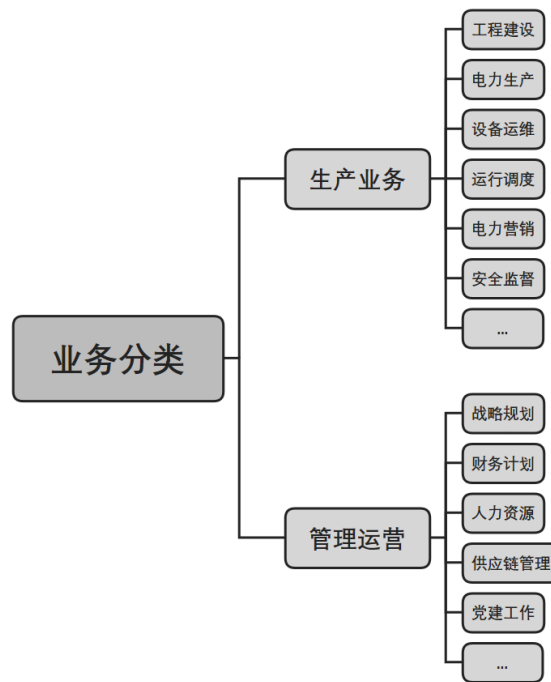 业务分类
生产业务
工程建设
电力生产
设备运维
运行调度
电力营销
安全监督
...
管理运营
战略规划
财务计划
人力资源
供应链管理
党建工作
...